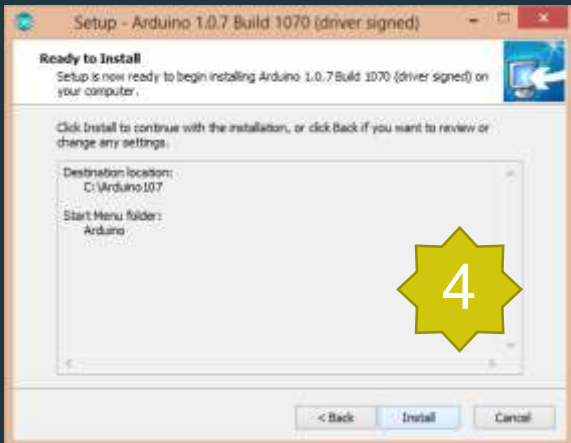 Setup - Arduino 1.0.7 Build 1070 (driver signed)
Ready to Install
Setup is now ready to begin installing Arduino 1.0.7 Build 1070 (driver signed) on
your computer.
Click Install to continue with the installation, or click Back if you want to review or
change any settings.
Destination location:
C:\Arduino107
Start Menu folder:
Arduino
4
< Back Install Cancel